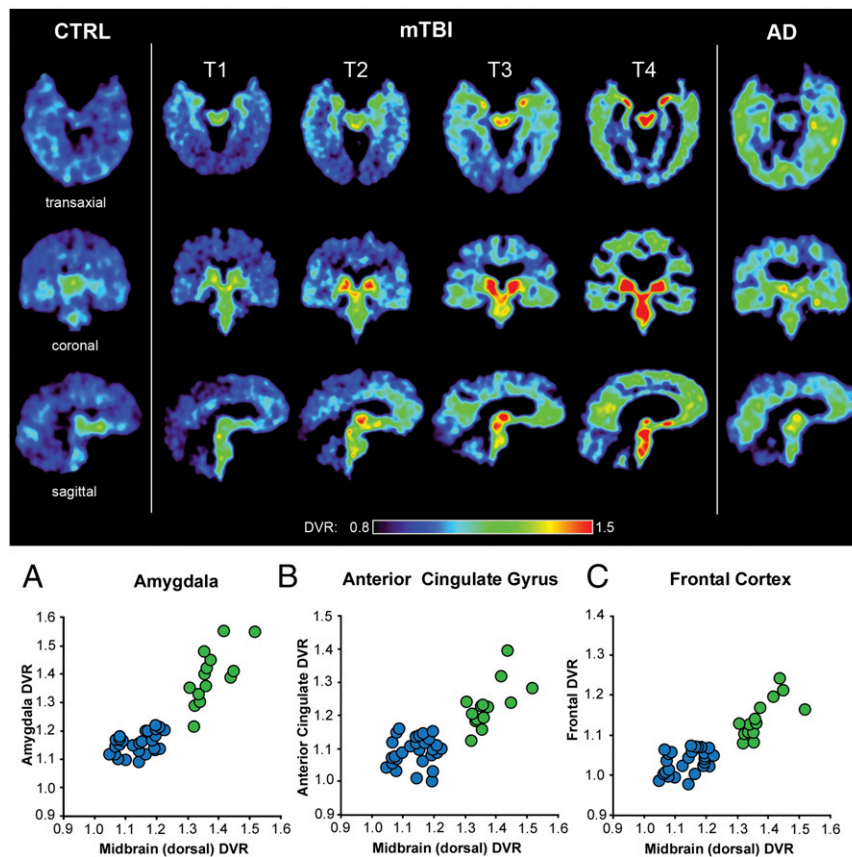 CTRL mTBI AD
T1 T2 T3 T4
transaxial
coronal
sagittal
DVR: 0.8 1.5
A Amygdala
1.6
1.5
1.4
1.3
1.2
1.1
1.0
0.9
Amygdala DVR
0.9 1.0 1.1 1.2 1.3 1.4 1.5 1.6
Midbrain (dorsal) DVR
B Anterior Cingulate Gyrus
1.5
1.4
1.3
1.2
1.1
1.0
0.9
Anterior Cingulate DVR
0.9 1.0 1.1 1.2 1.3 1.4 1.5 1.6
Midbrain (dorsal) DVR
C Frontal Cortex
1.4
1.3
1.2
1.1
1.0
0.9
Frontal DVR
0.9 1.0 1.1 1.2 1.3 1.4 1.5 1.6
Midbrain (dorsal) DVR